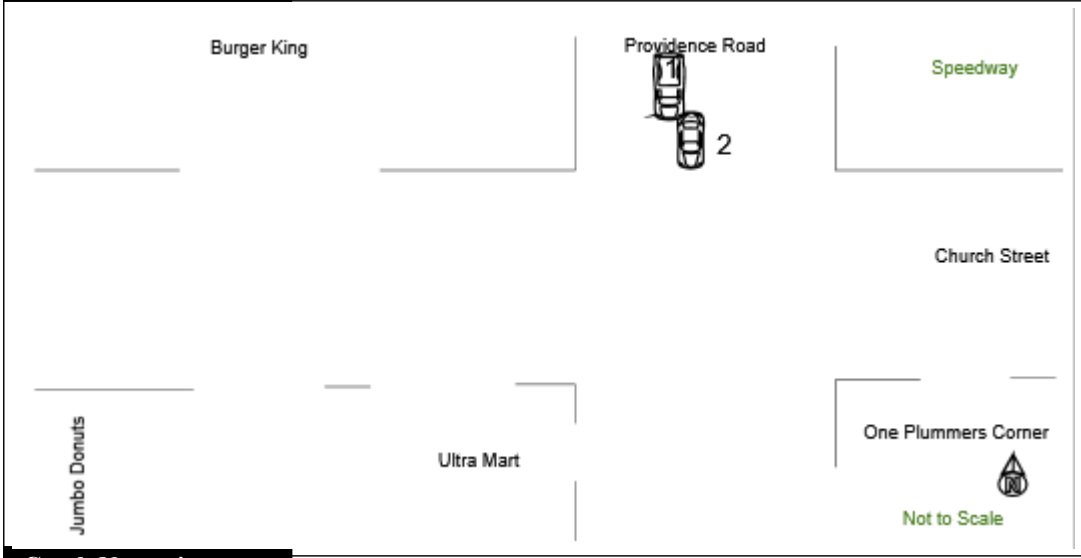 Burger King
Providence Road
Speedway
1
2
Church Street
Jumbo Donuts
Ultra Mart
One Plummers Corner
N
Not to Scale